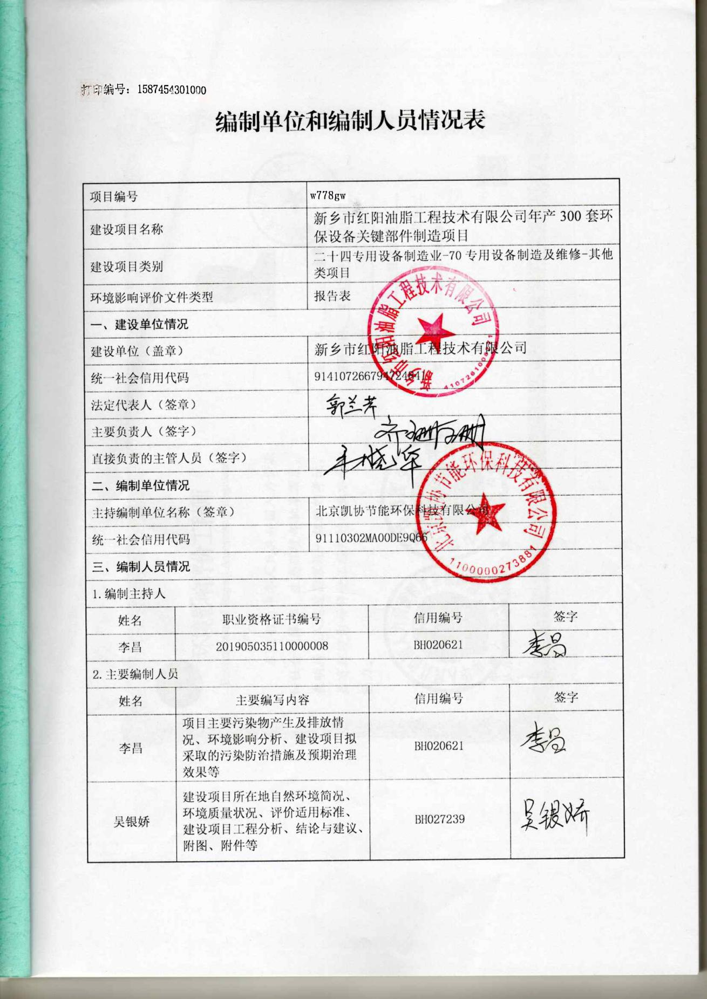 打印编号：1587454301000
编制单位和编制人员情况表
项目编号
w778gw
建设项目名称
新乡市红阳油脂工程技术有限公司年产 300 套环
保设备关键部件制造项目
建设项目类别
二十四专用设备制造业-70 专用设备制造及维修-其他
类项目
环境影响评价文件类型
报告表
一、建设单位情况
建设单位（盖章）
新乡市红阳油脂工程技术有限公司
统一社会信用代码
914107266794724841
新乡市红阳油脂工程技术有限公司
法定代表人（签章）
郭兰芹
主要负责人（签字）
直接负责的主管人员（签字）
二、编制单位情况
主持编制单位名称（签章）
北京凯协节能环保科技有限公司
统一社会信用代码
91110302MA00DE9Q66
北京凯协节能环保科技有限公司
1100000273881
三、编制人员情况
1.编制主持人
姓名 职业资格证书编号 信用编号 签字
李昌 201905035110000008 BH020621 李昌
2.主要编制人员
姓名 主要编写内容 信用编号 签字
李昌
项目主要污染物产生及排放情
况、环境影响分析、建设项目拟
采取的污染防治措施及预期治理
效果等
BH020621
李昌
吴银娇
建设项目所在地自然环境简况、
环境质量状况、评价适用标准、
建设项目工程分析、结论与建议、
附图、附件等
BH027239
吴银娇